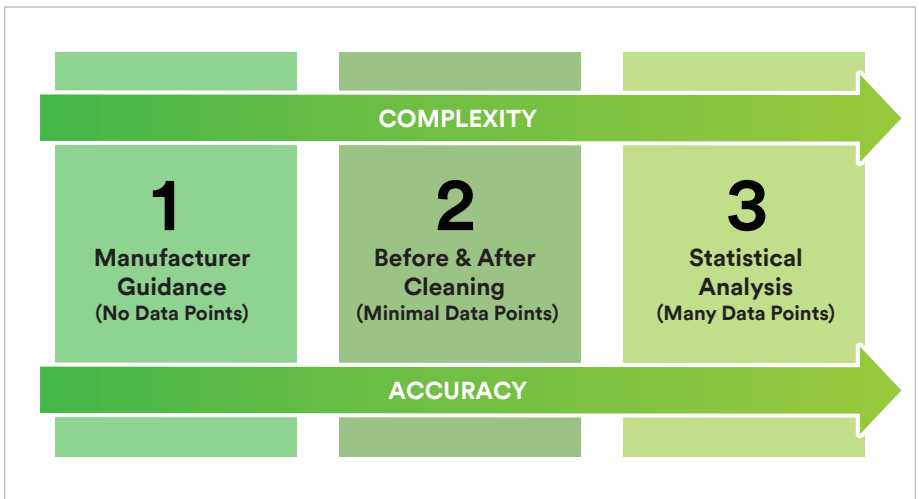 COMPLEXITY
1
Manufacturer
Guidance
(No Data Points)
2
Before & After
Cleaning
(Minimal Data Points)
3
Statistical
Analysis
(Many Data Points)
ACCURACY